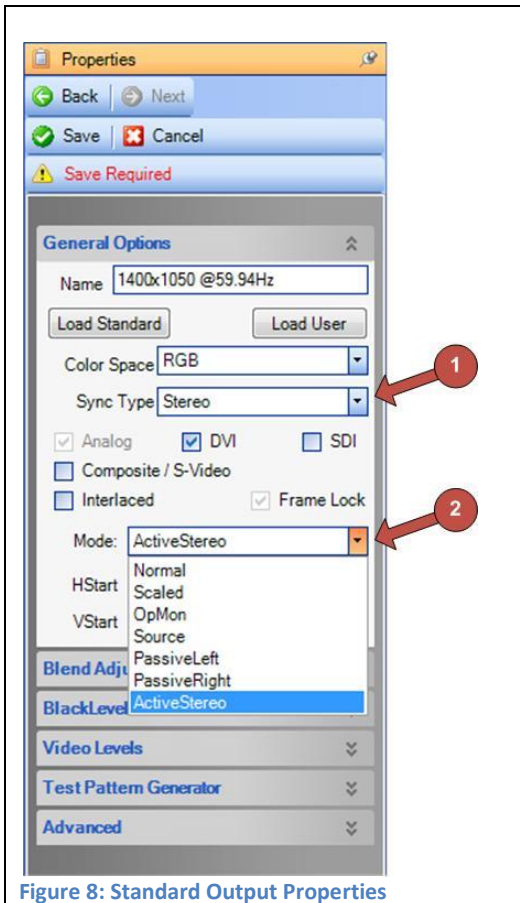 Properties
Back Next
Save Cancel
Save Required
General Options
Name 1400x1050 @59.94Hz
Load Standard Load User
Color Space RGB
1
Sync Type Stereo
Analog DVI SDI
Composite / S-Video
Interlaced Frame Lock
2
Mode: ActiveStereo
Normal
HStart Scaled
OpMon
VStart Source
PassiveLeft
Blend Adju PassiveRight
BlackLevel ActiveStereo
Video Levels
Test Pattern Generator
Advanced
Figure 8: Standard Output Properties